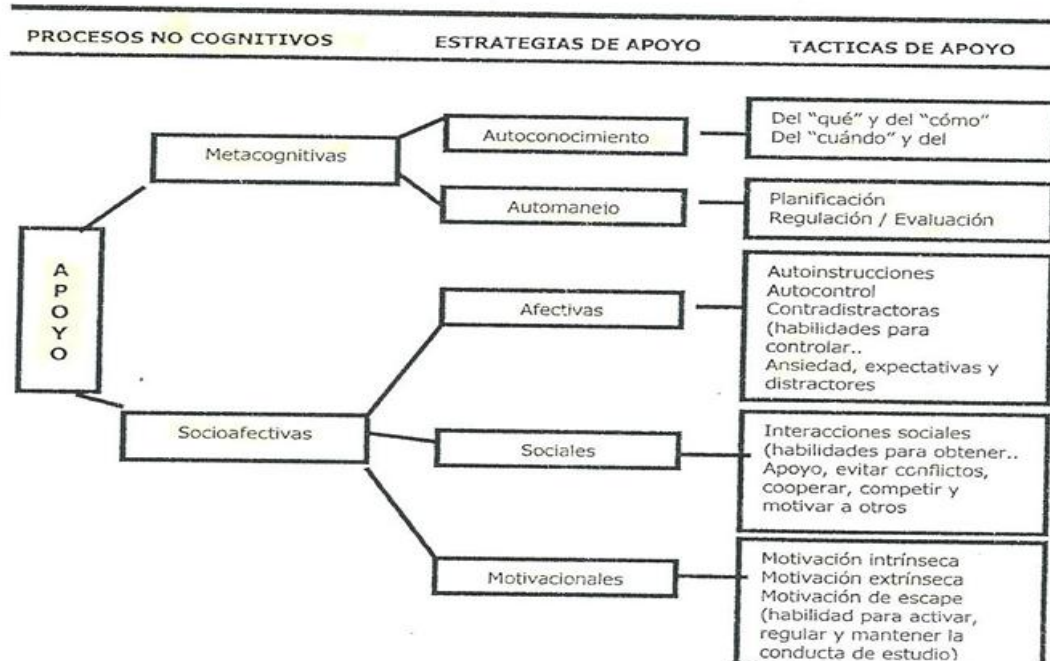 PROCESOS NO COGNITIVOS
ESTRATEGIAS DE APOYO
TACTICAS DE APOYO
APOYO
Metacognitivas
Autoconocimiento
Del "qué" y del "cómo"
Del "cuándo" y del
Automanejo
Planificación
Regulación / Evaluación
Socioafectivas
Afectivas
Autoinstrucciones
Autocontrol
Contradistractoras
(habilidades para
controlar..
Ansiedad, expectativas y
distractores
Sociales
Interacciones sociales
(habilidades para obtener..
Apoyo, evitar conflictos,
cooperar, competir y
motivar a otros
Motivacionales
Motivación intrínseca
Motivación extrínseca
Motivación de escape
(habilidad para activar,
regular y mantener la
conducta de estudio)